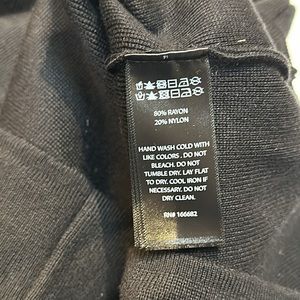 80% RAYON
20% NYLON
HAND WASH COLD WITH
LIKE COLORS . DO NOT
BLEACH. DO NOT
TUMBLE DRY. LAY FLAT
TO DRY. COOL IRON IF
NECESSARY. DO NOT
DRY CLEAN.
RN# 166682